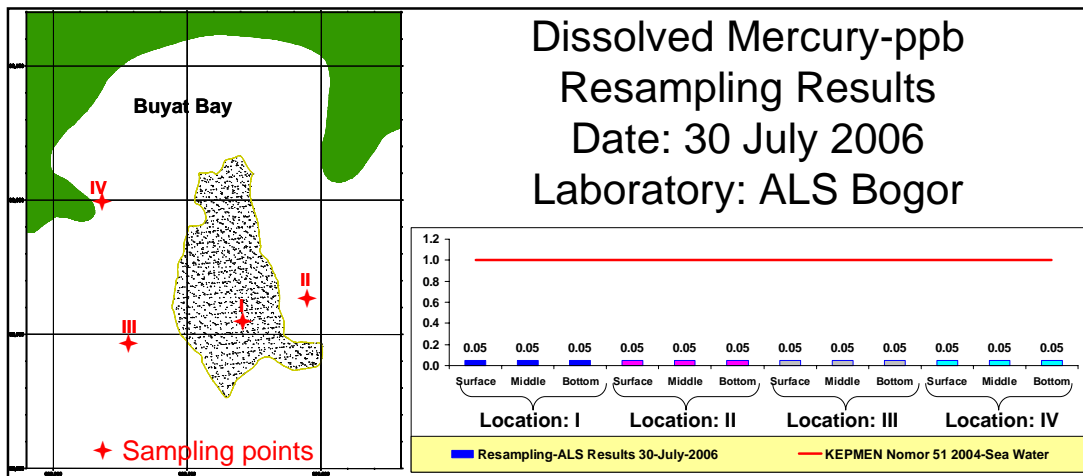 Buyat Bay
IV
II
I
III
Sampling points
Dissolved Mercury-ppb
Resampling Results
Date: 30 July 2006
Laboratory: ALS Bogor
1.2
1.0
0.8
0.6
0.4
0.2
0.0
0.05 0.05 0.05 0.05 0.05 0.05 0.05 0.05 0.05 0.05 0.05 0.05
Surface Middle Bottom Surface Middle Bottom Surface Middle Bottom Surface Middle Bottom
Location: I Location: II Location: III Location: IV
Resampling-ALS Results 30-July-2006 KEPMEN Nomor 51 2004-Sea Water